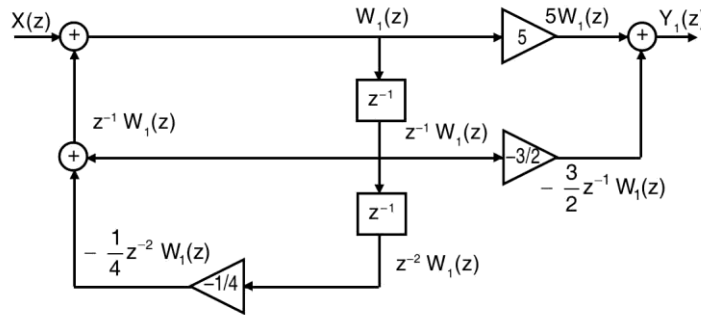 X(z) + W₁(z) 5 5W₁(z) + Y₁(z)
z⁻¹
z⁻¹ W₁(z) z⁻¹ W₁(z)
+ −3/2
− 3/2 z⁻¹ W₁(z)
z⁻¹
− 1/4 z⁻² W₁(z) z⁻² W₁(z)
−1/4